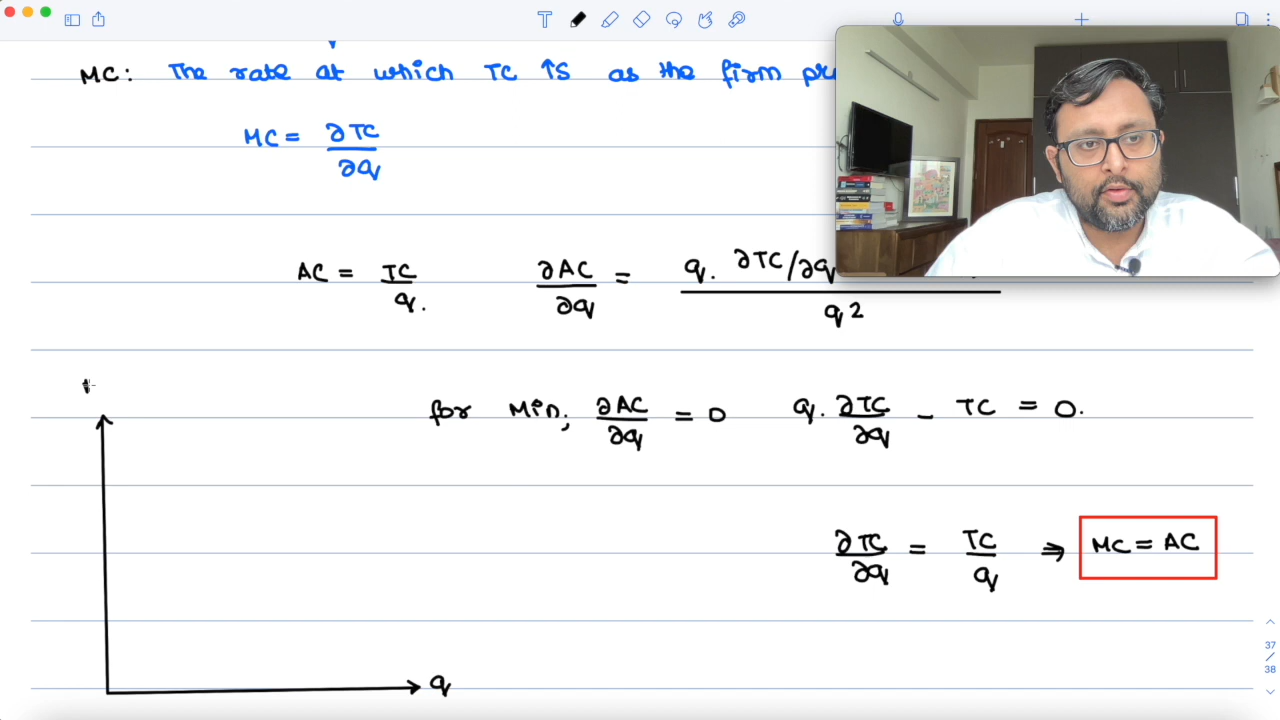 MC: The rate at which TC ↑s as the firm
MC = ∂TC/∂q
AC = TC/q. ∂AC/∂q = q. ∂TC/∂q / q2
for Min; ∂AC/∂q = 0 q. ∂TC/∂q - TC = 0.
∂TC/∂q = TC/q ⇒ MC = AC
q
37
/
38